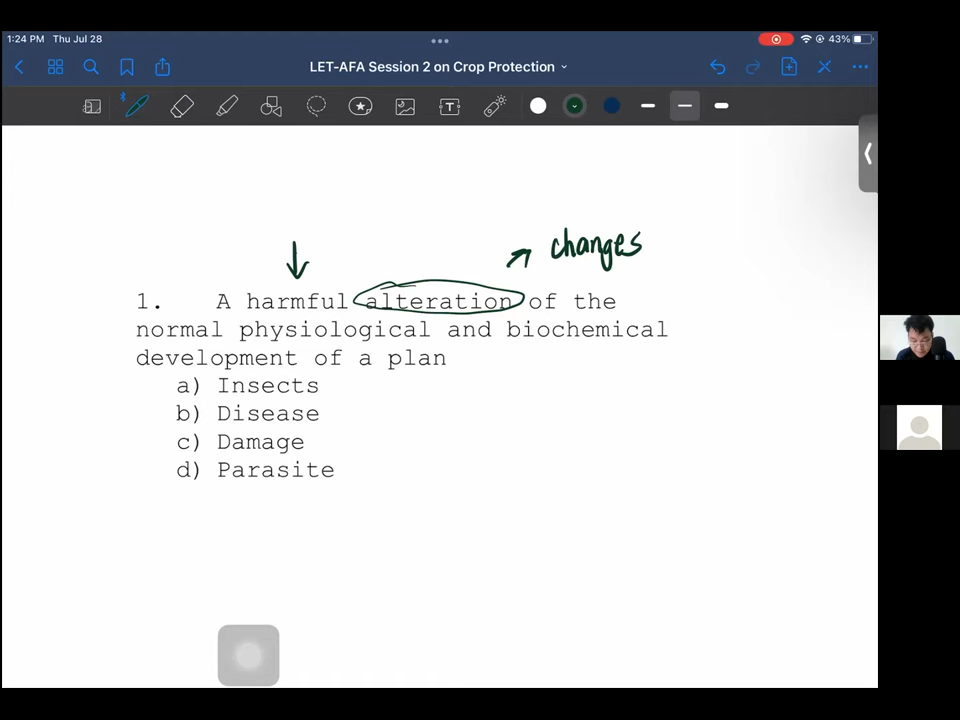 1:24 PM Thu Jul 28
43%
LET-AFA Session 2 on Crop Protection
T
changes
1. A harmful alteration of the
normal physiological and biochemical
development of a plan
a) Insects
b) Disease
c) Damage
d) Parasite